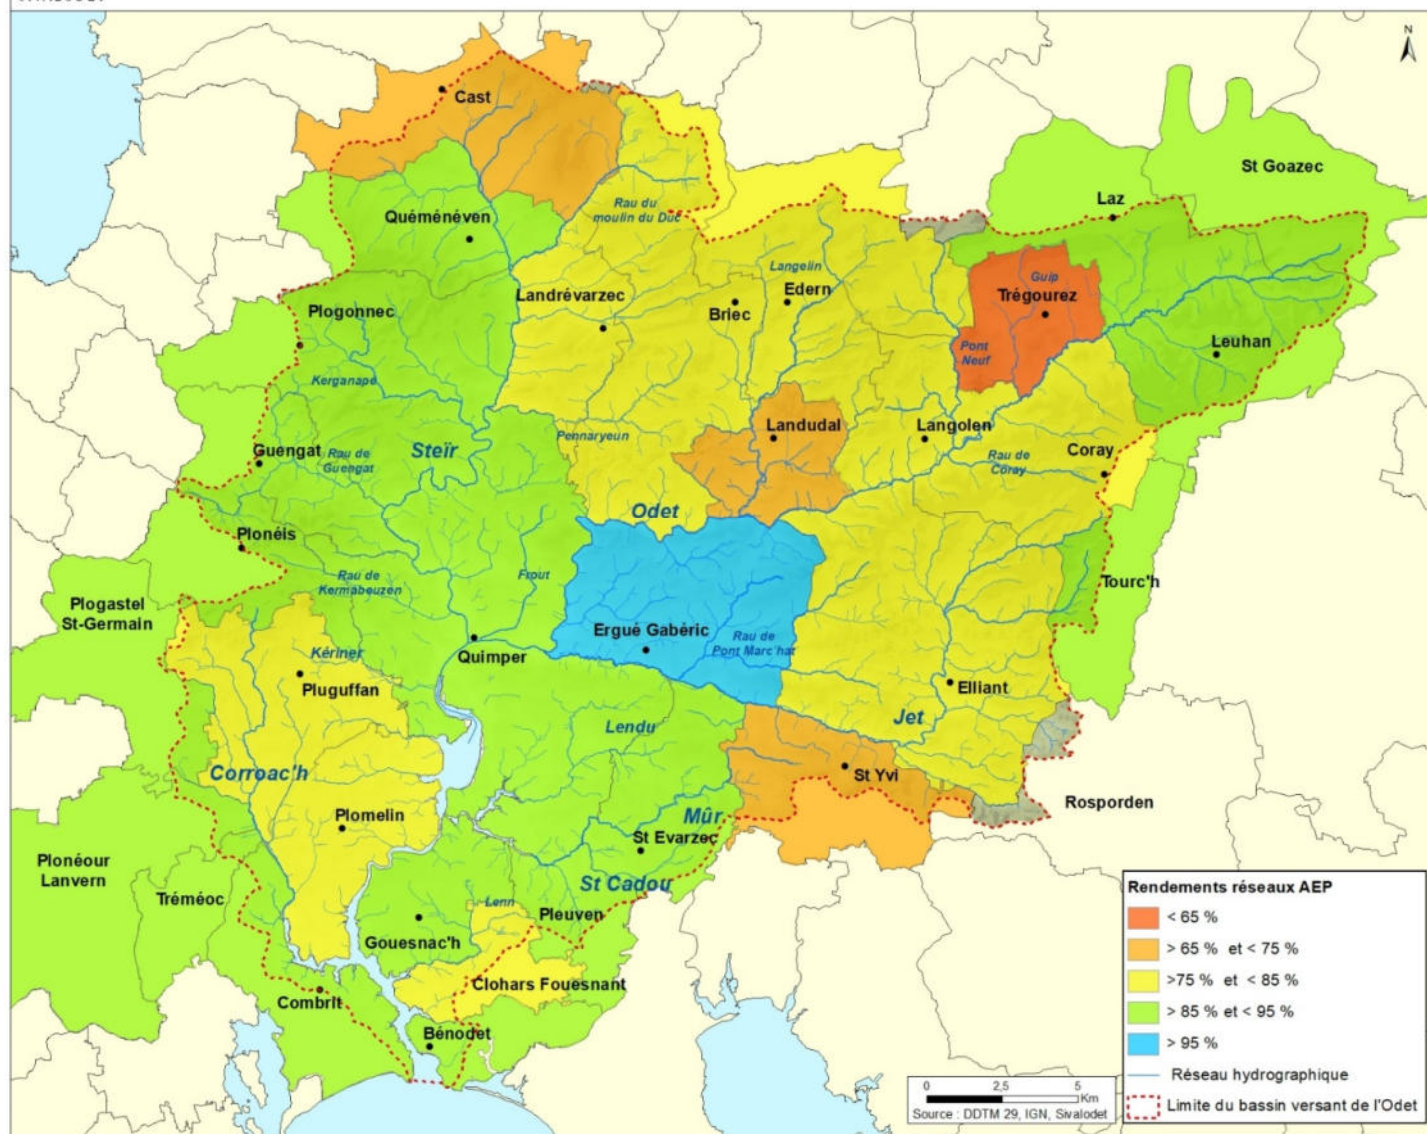 N
Cast
St Goazec
Laz
Rau du
moulin du Duc
Quéménéven
Langelin
Edern
Guip
Trégourez
Landrévarzec
Briec
Plogonnec
Pont
Neuf
Leuhan
Kerganapé
Landudal
Langolen
Pennaryeun
Guengat
Rau de
Guengat
Steïr
Coray
Rau de
Coray
Odet
Plonéis
Frout
Rau de
Kermabeuzen
Tourc'h
Plogastel
St-Germain
Ergué Gabéric
Rau de
Pont Marc'hat
Quimper
Kériner
Pluguffan
Elliant
Lendu
Jet
Corroac'h
St Yvi
Rosporden
Plomelin
Mûr
St Evarzec
Plonéour
Lanvern
Tréméoc
St Cadou
Lenn
Pleuven
Gouesnac'h
Clohars Fouesnant
Combrit
Bénodet
Rendements réseaux AEP
< 65 %
> 65 % et < 75 %
>75 % et < 85 %
> 85 % et < 95 %
> 95 %
Réseau hydrographique
Limite du bassin versant de l'Odet
0 2,5 5
Km
Source : DDTM 29, IGN, Sivalodet